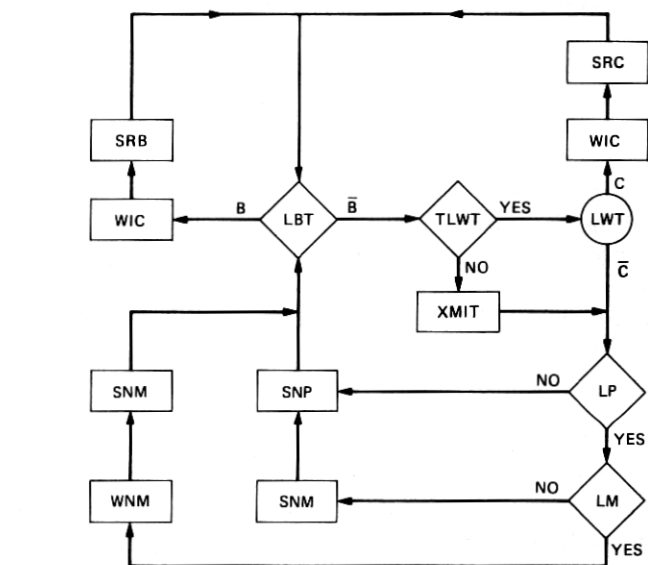 SRC
SRB
WIC
WIC
B
LBT
B̅
TLWT
YES
LWT
C
NO
C̅
XMIT
SNM
SNP
NO
LP
YES
WNM
SNM
NO
LM
YES